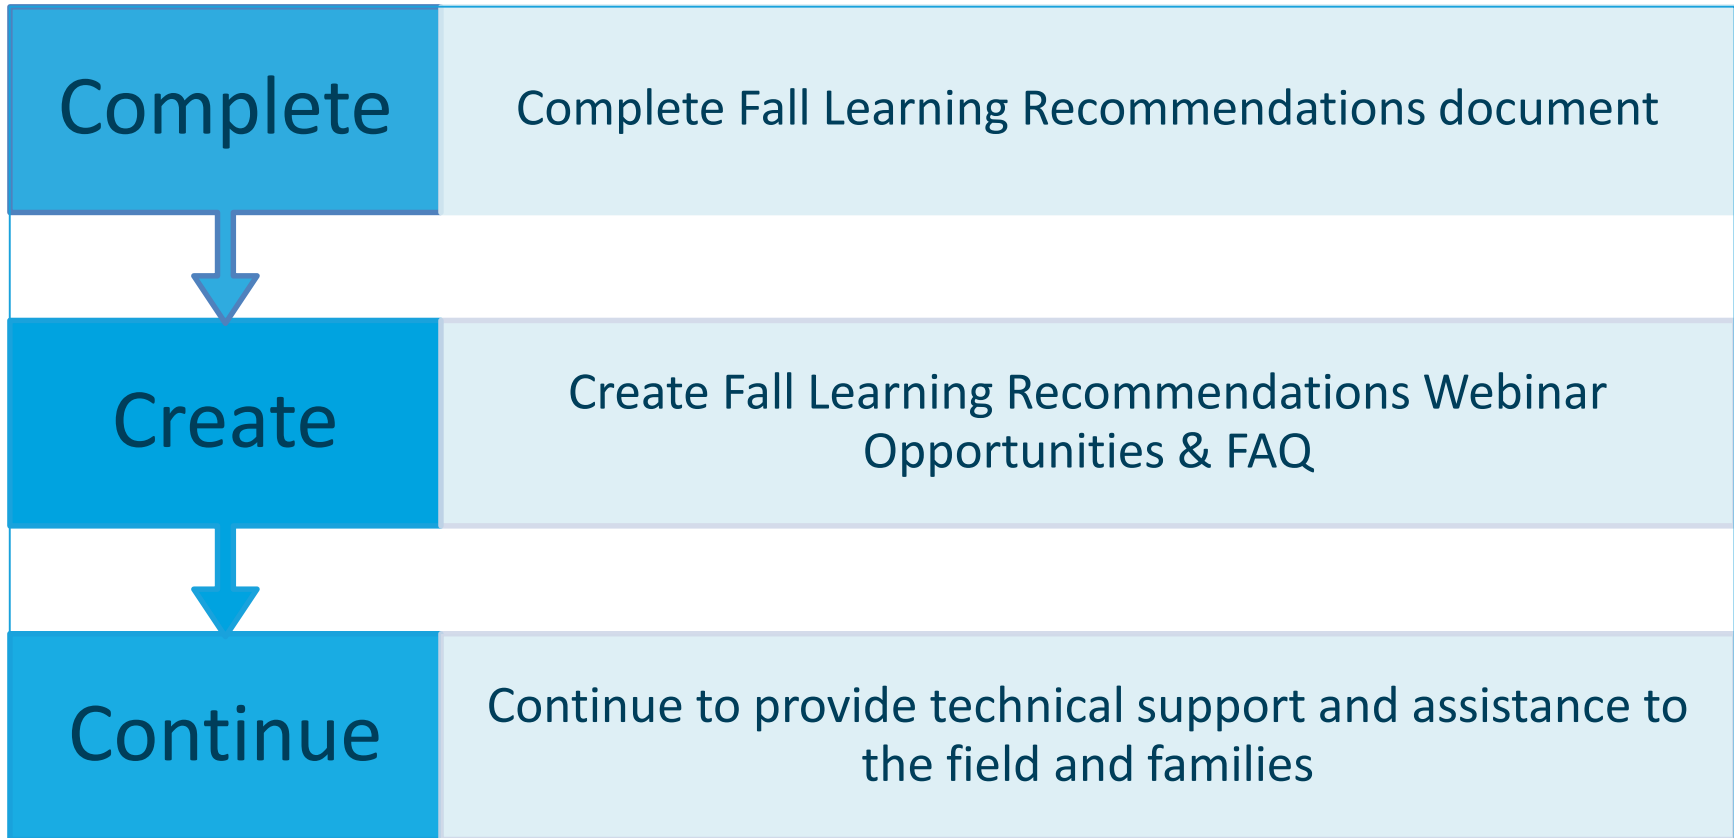 Complete
Complete Fall Learning Recommendations document
Create
Create Fall Learning Recommendations Webinar
Opportunities & FAQ
Continue
Continue to provide technical support and assistance to
the field and families